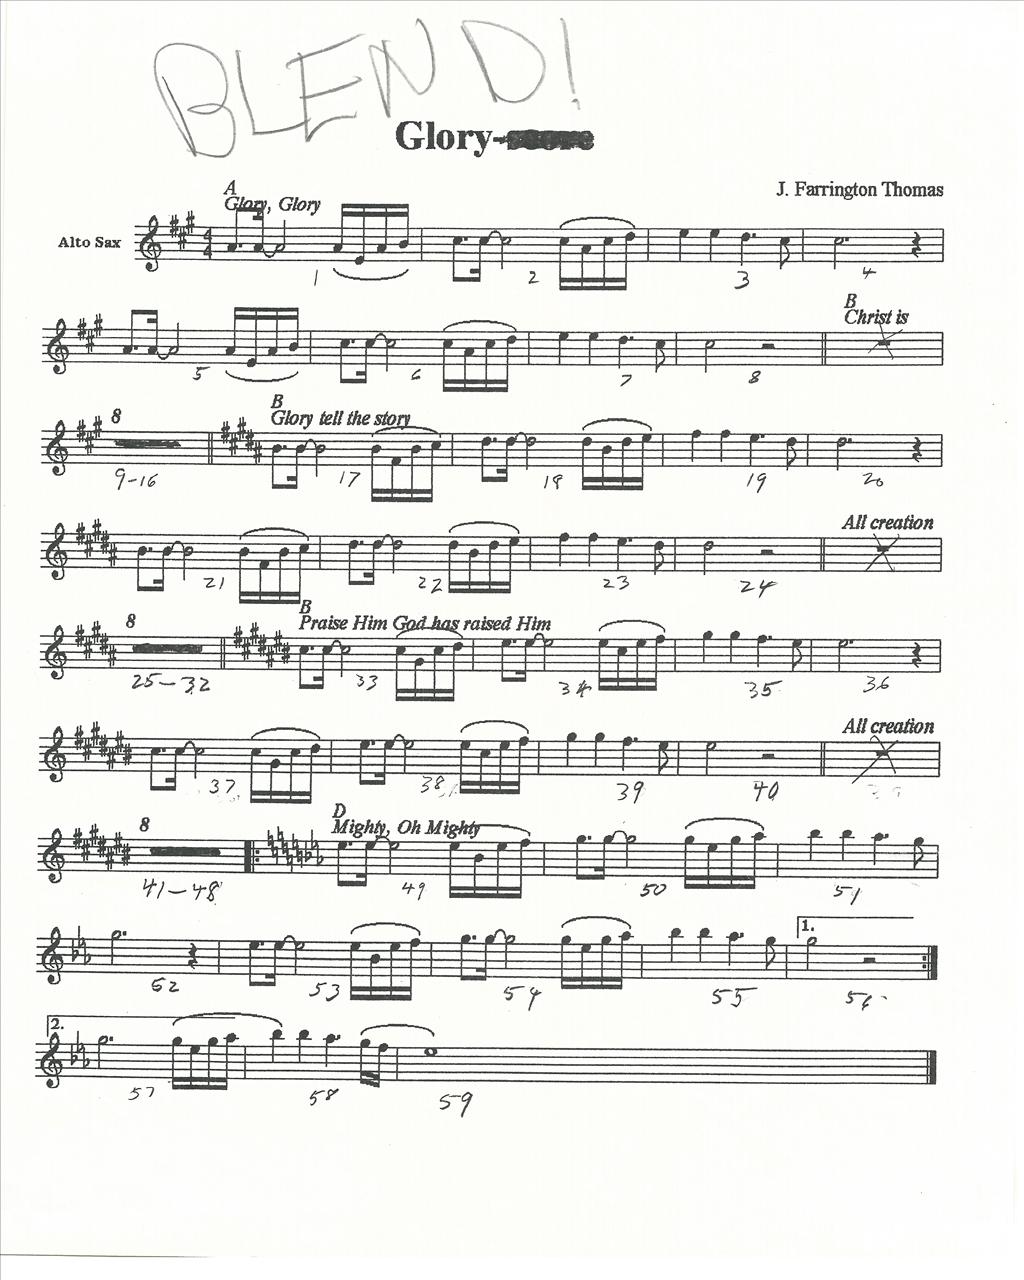 BLEND!
Glory-
J. Farrington Thomas
A
Glory, Glory
Alto Sax
4
4
1 2 3 4
B
Christ is
5 6 7 8
8
B
Glory tell the story
9-16 17 18 19 20
All creation
21 22 23 24
8
B
Praise Him God has raised Him
25-32 33 34 35 36
All creation
37 38 39 40
8
D
Mighty, Oh Mighty
41-48 49 50 51
1.
52 53 54 55 56
2.
57 58 59